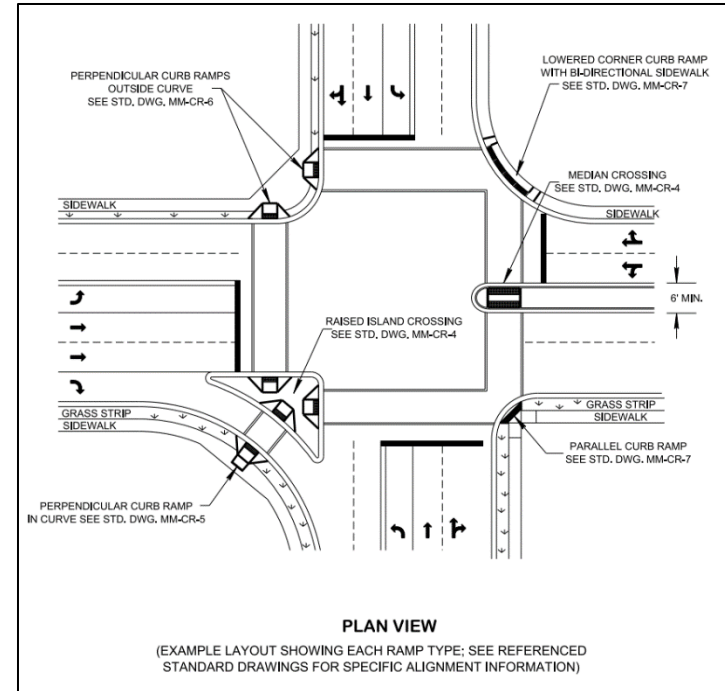 PERPENDICULAR CURB RAMPS
OUTSIDE CURVE
SEE STD. DWG. MM-CR-6
LOWERED CORNER CURB RAMP
WITH BI-DIRECTIONAL SIDEWALK
SEE STD. DWG. MM-CR-7
MEDIAN CROSSING
SEE STD. DWG. MM-CR-4
SIDEWALK
SIDEWALK
6' MIN.
RAISED ISLAND CROSSING
SEE STD. DWG. MM-CR-4
GRASS STRIP
SIDEWALK
GRASS STRIP
SIDEWALK
PARALLEL CURB RAMP
SEE STD. DWG. MM-CR-7
PERPENDICULAR CURB RAMP
IN CURVE SEE STD. DWG. MM-CR-5
PLAN VIEW
(EXAMPLE LAYOUT SHOWING EACH RAMP TYPE; SEE REFERENCED
STANDARD DRAWINGS FOR SPECIFIC ALIGNMENT INFORMATION)